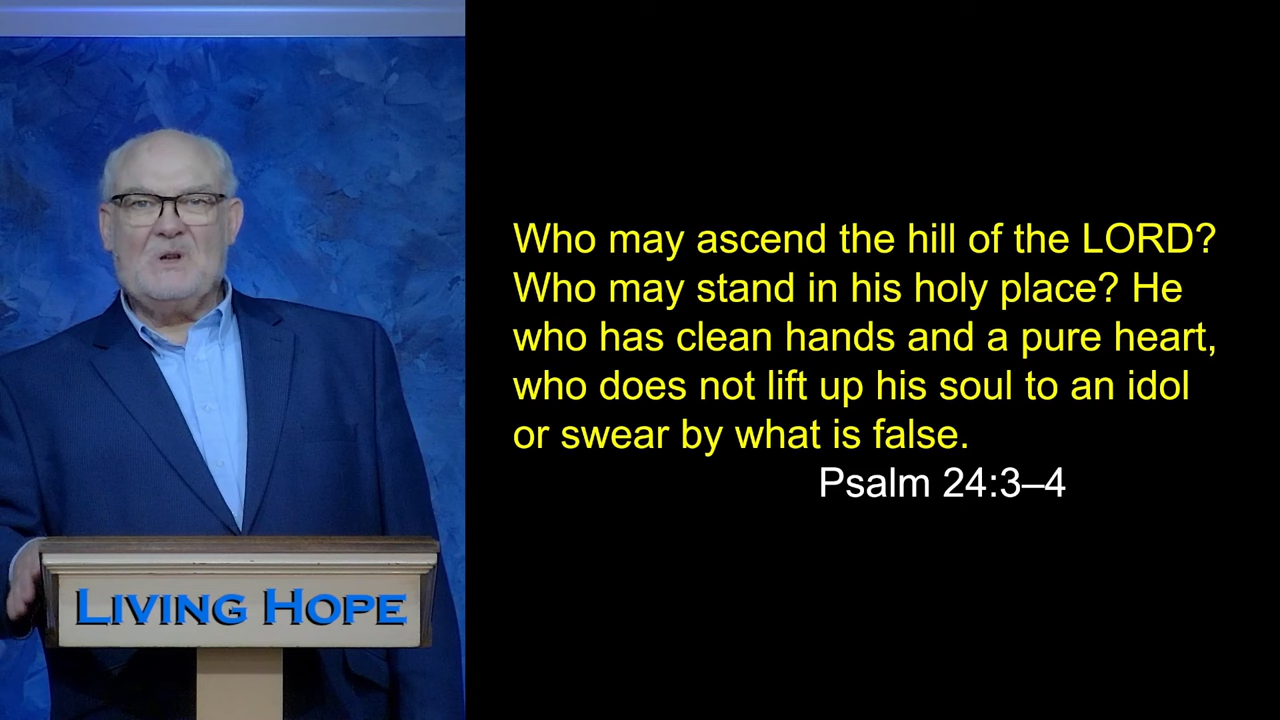 Who may ascend the hill of the LORD?
Who may stand in his holy place? He
who has clean hands and a pure heart,
who does not lift up his soul to an idol
or swear by what is false.
Psalm 24:3–4
LIVING HOPE